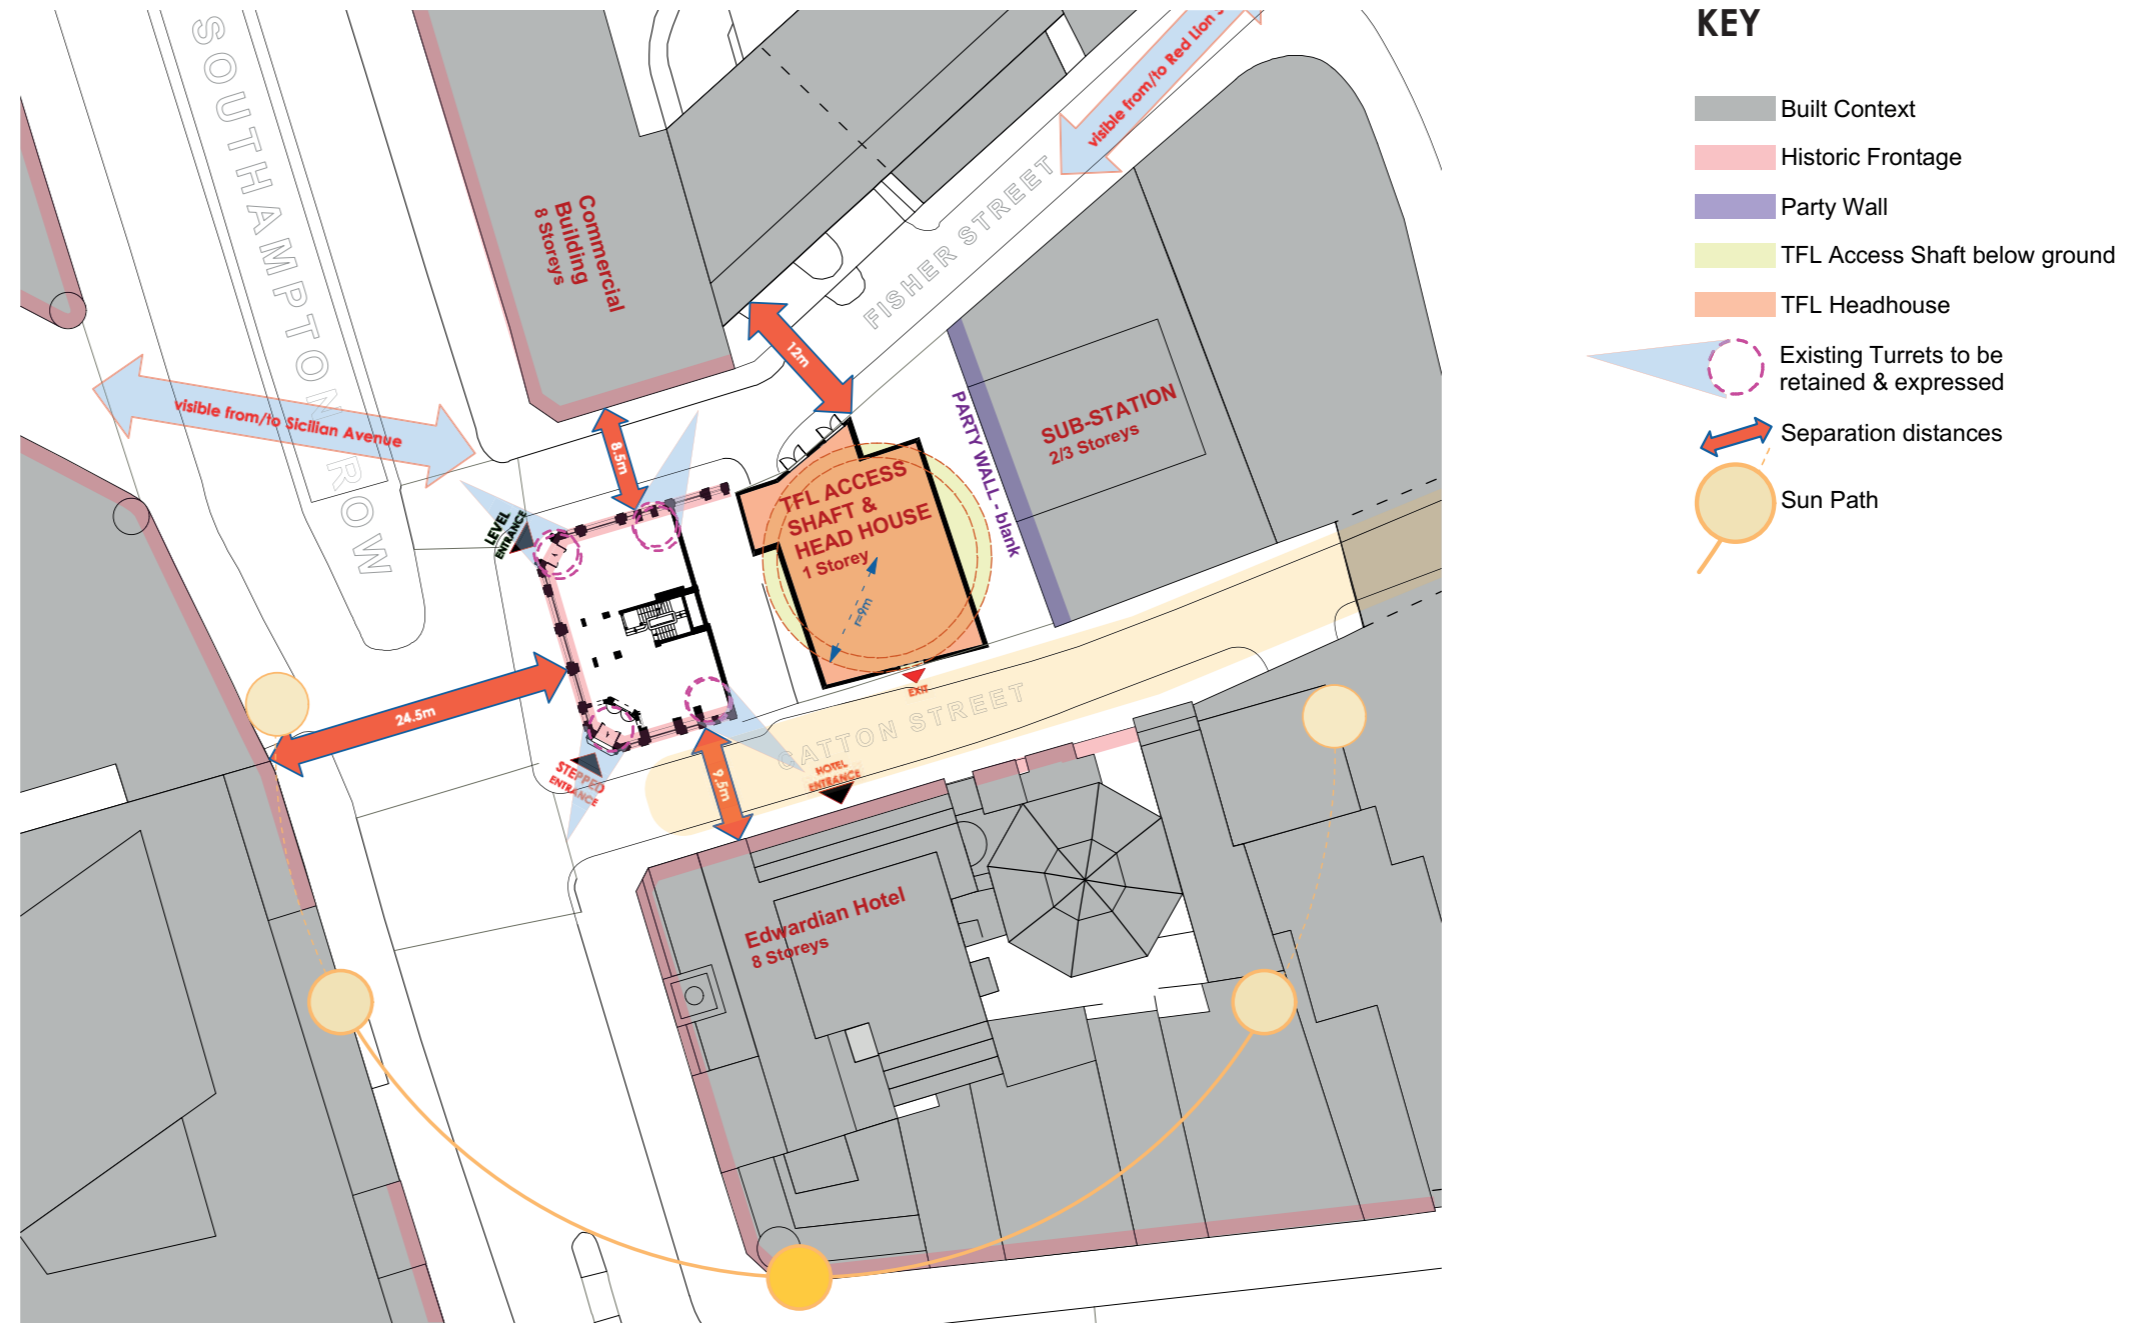 KEY
Built Context
Historic Frontage
Party Wall
TFL Access Shaft below ground
TFL Headhouse
Existing Turrets to be
retained & expressed
Separation distances
Sun Path
SOUTHAMPTON ROW
visible from/to Red Lion
Commercial
Building
8 Storeys
FISHER STREET
12m
visible from/to Sicilian Avenue
8.5m
PARTY WALL - blank
SUB-STATION
2/3 Storeys
LEVEL
ENTRANCE
TFL ACCESS
SHAFT &
HEAD HOUSE
1 Storey
r=9m
EXIT
24.5m
CATTON STREET
STEPPED
ENTRANCE
9.5m
HOTEL
ENTRANCE
Edwardian Hotel
8 Storeys